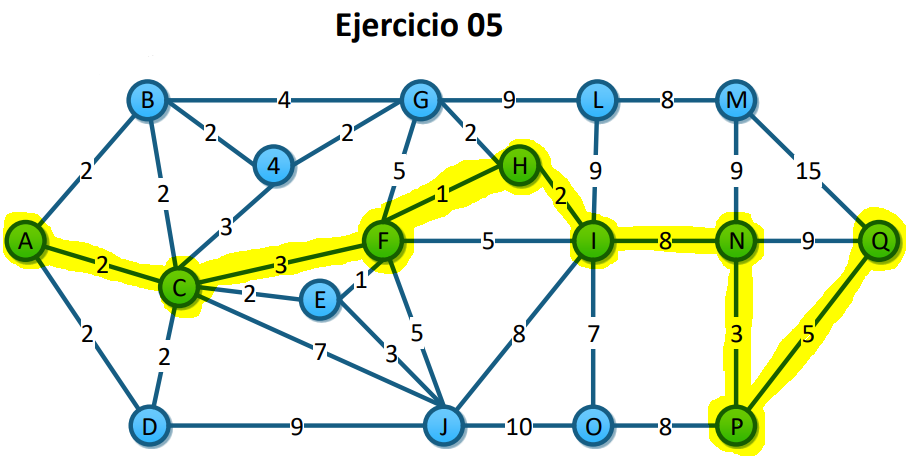 Ejercicio 05
B 4 G 9 L 8 M
2 2 2 4 2 H
2 5 1 2 9 9 15
3
A 2 3 F 5 I 8 N 9 Q
C 2 E 1
2 2 7 3 5 8 7 3 5
D 9 J 10 O 8 P